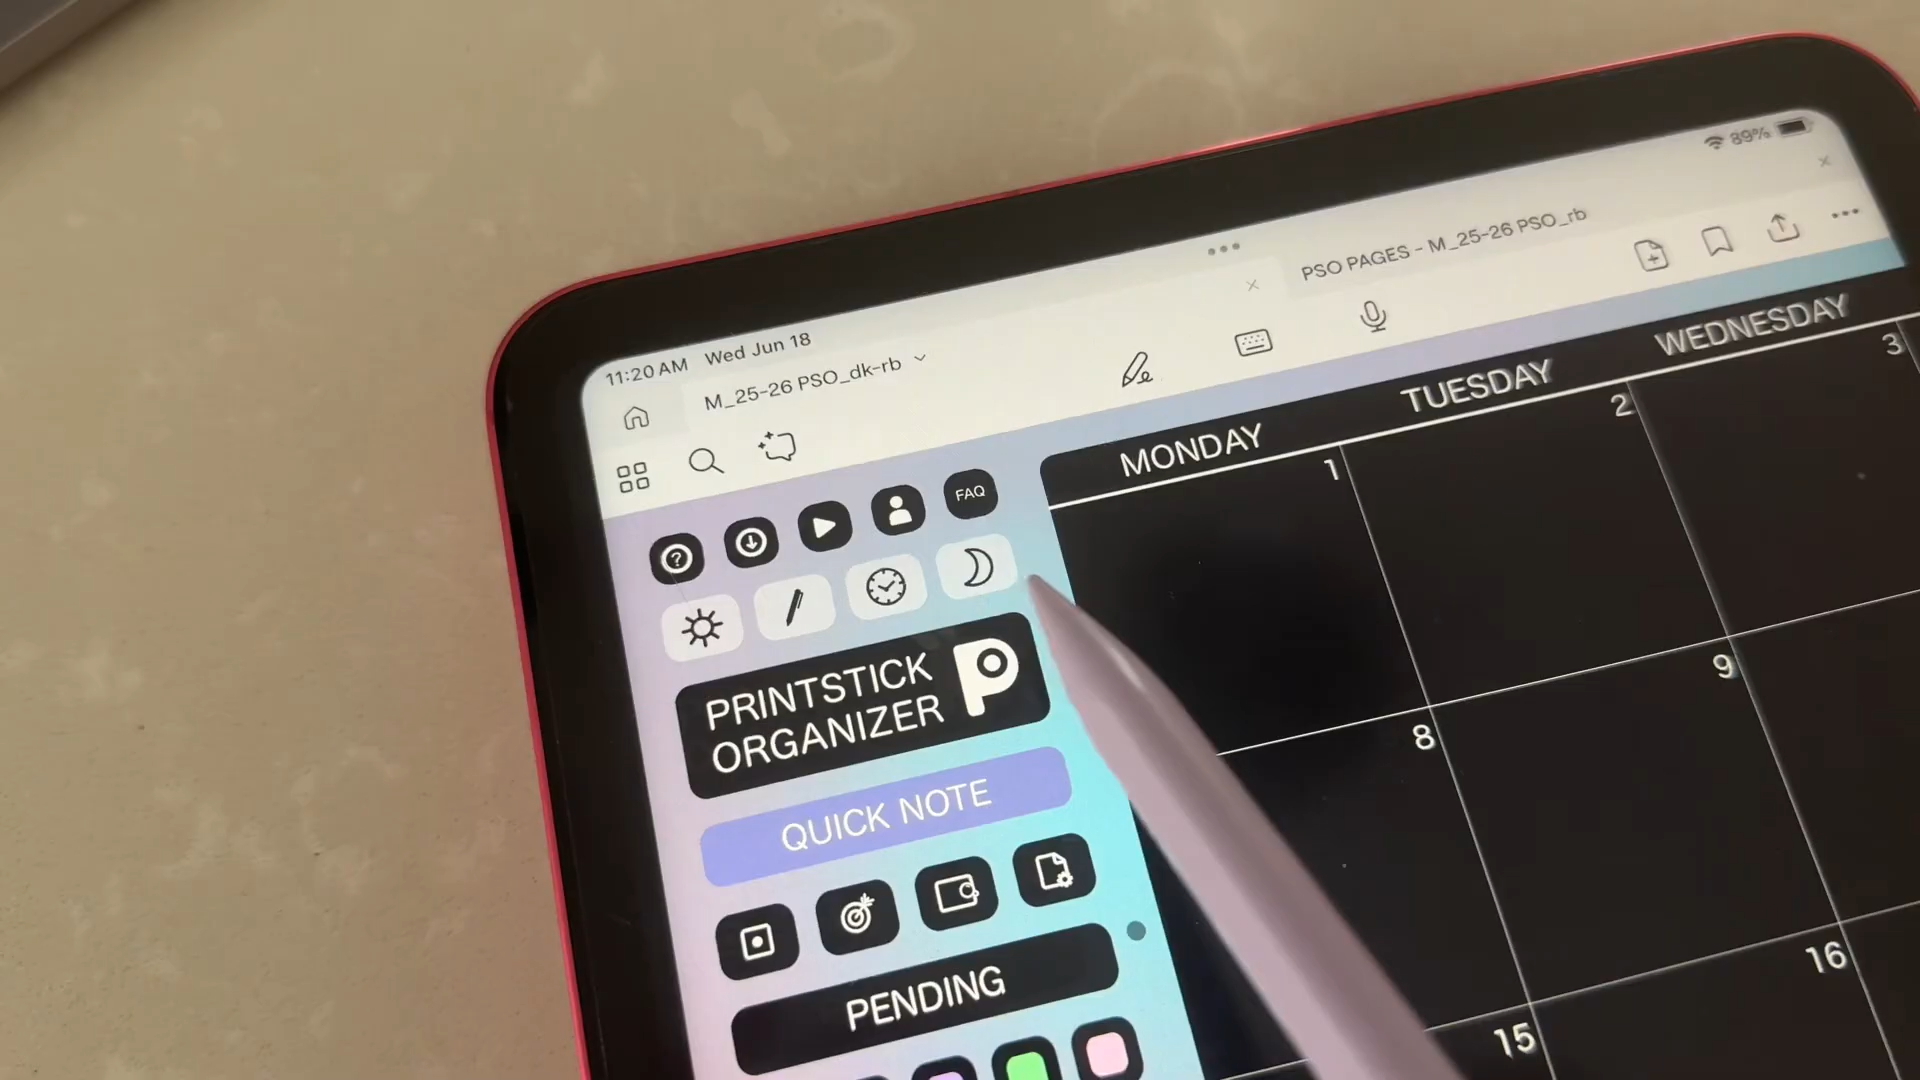 11:20 AM Wed Jun 18
89%
M_25-26 PSO_dk-rb
PSO PAGES - M_25-26 PSO_rb
FAQ
PRINTSTICK
ORGANIZER
QUICK NOTE
PENDING
MONDAY TUESDAY WEDNESDAY
1 2 3
8 9
15 16